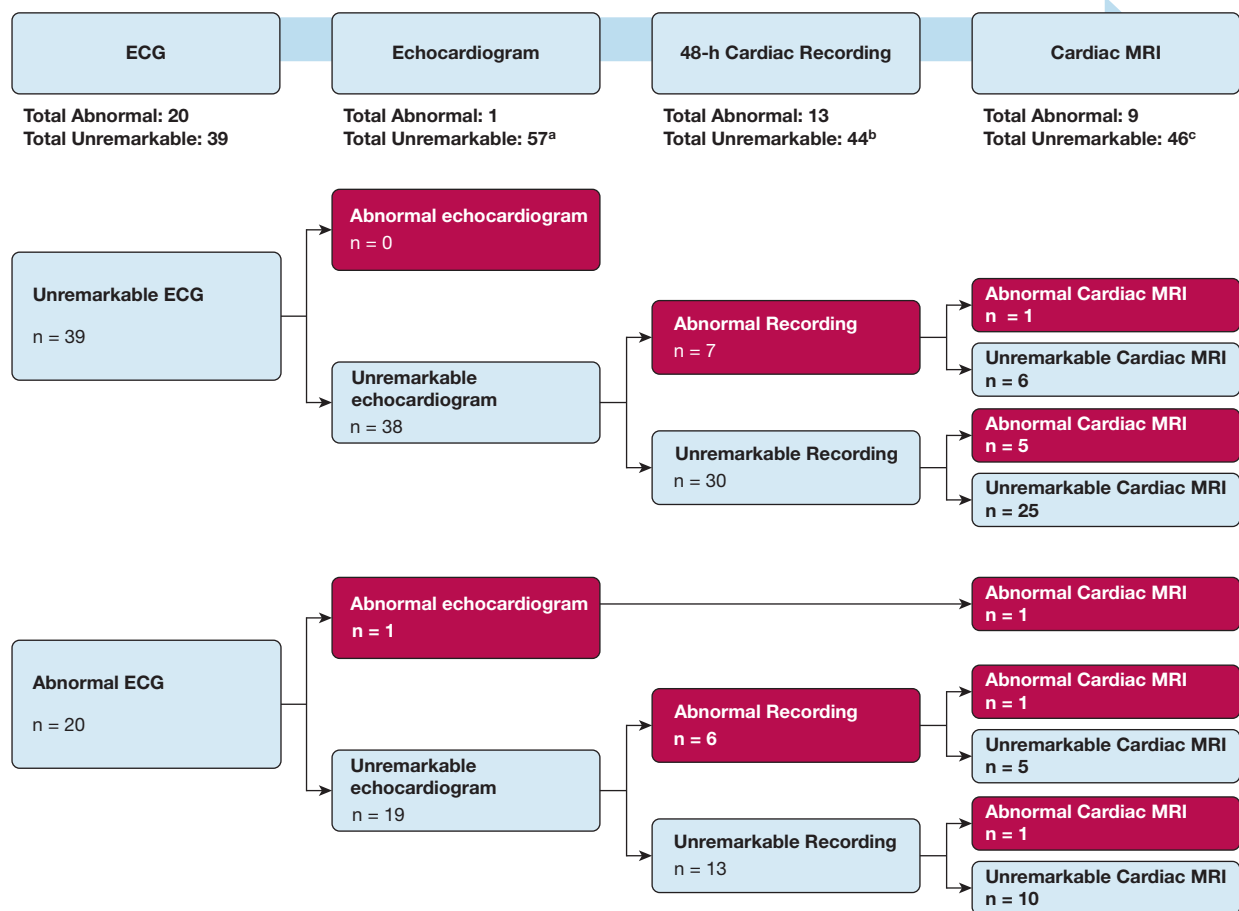 ECG
Echocardiogram
48-h Cardiac Recording
Cardiac MRI
Total Abnormal: 20
Total Unremarkable: 39
Total Abnormal: 1
Total Unremarkable: 57a
Total Abnormal: 13
Total Unremarkable: 44b
Total Abnormal: 9
Total Unremarkable: 46c
Unremarkable ECG
n = 39
Abnormal echocardiogram
n = 0
Unremarkable
echocardiogram
n = 38
Abnormal Recording
n = 7
Unremarkable Recording
n = 30
Abnormal Cardiac MRI
n = 1
Unremarkable Cardiac MRI
n = 6
Abnormal Cardiac MRI
n = 5
Unremarkable Cardiac MRI
n = 25
Abnormal ECG
n = 20
Abnormal echocardiogram
n = 1
Unremarkable
echocardiogram
n = 19
Abnormal Recording
n = 6
Unremarkable Recording
n = 13
Abnormal Cardiac MRI
n = 1
Abnormal Cardiac MRI
n = 1
Unremarkable Cardiac MRI
n = 5
Abnormal Cardiac MRI
n = 1
Unremarkable Cardiac MRI
n = 10